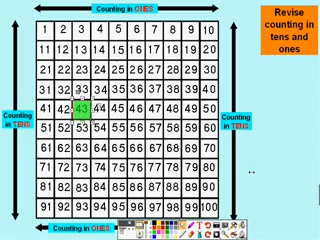 Counting in ONES
Revise
counting in
tens and
ones
1 2 3 4 5 6 7 8 9 10
11 12 13 14 15 16 17 18 19 20
21 22 23 24 25 26 27 28 29 30
31 32 33 34 35 36 37 38 39 40
41 42 43 44 45 46 47 48 49 50
51 52 53 54 55 56 57 58 59 60
61 62 63 64 65 66 67 68 69 70
71 72 73 74 75 76 77 78 79 80
81 82 83 84 85 86 87 88 89 90
91 92 93 94 95 96 97 98 99 100
Counting
in TENS
Counting
in TENS
Counting in ONES